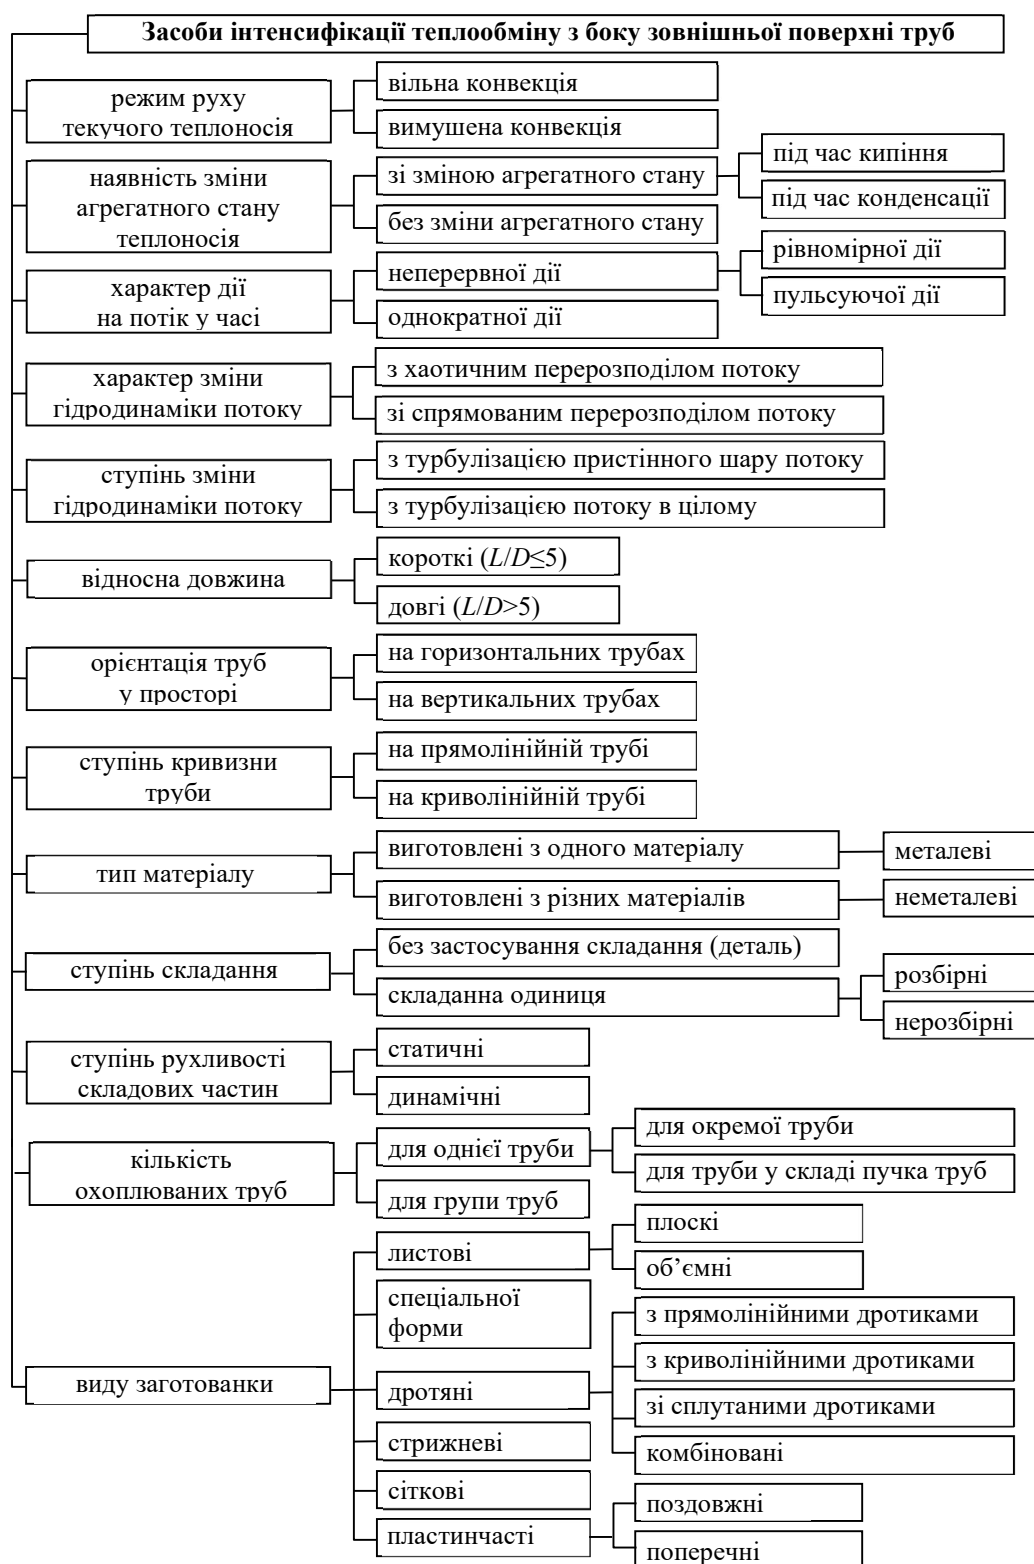 Засоби інтенсифікації теплообміну з боку зовнішньої поверхні труб
режим руху
текучого теплоносія
вільна конвекція
вимушена конвекція
наявність зміни
агрегатного стану
теплоносія
зі зміною агрегатного стану
під час кипіння
під час конденсації
без зміни агрегатного стану
характер дії
на потік у часі
неперервної дії
рівномірної дії
пульсуючої дії
однократної дії
характер зміни
гідродинаміки потоку
з хаотичним перерозподілом потоку
зі спрямованим перерозподілом потоку
ступінь зміни
гідродинаміки потоку
з турбулізацією пристінного шару потоку
з турбулізацією потоку в цілому
відносна довжина
короткі (L/D≤5)
довгі (L/D>5)
орієнтація труб
у просторі
на горизонтальних трубах
на вертикальних трубах
ступінь кривизни
труби
на прямолінійній трубі
на криволінійній трубі
тип матеріалу
виготовлені з одного матеріалу
металеві
виготовлені з різних матеріалів
неметалеві
ступінь складання
без застосування складання (деталь)
складанна одиниця
розбірні
нерозбірні
ступінь рухливості
складових частин
статичні
динамічні
кількість
охоплюваних труб
для однієї труби
для окремої труби
для труби у складі пучка труб
для групи труб
виду заготованки
листові
плоскі
об’ємні
спеціальної
форми
дротяні
з прямолінійними дротиками
з криволінійними дротиками
зі сплутаними дротиками
комбіновані
стрижневі
сіткові
пластинчасті
поздовжні
поперечні